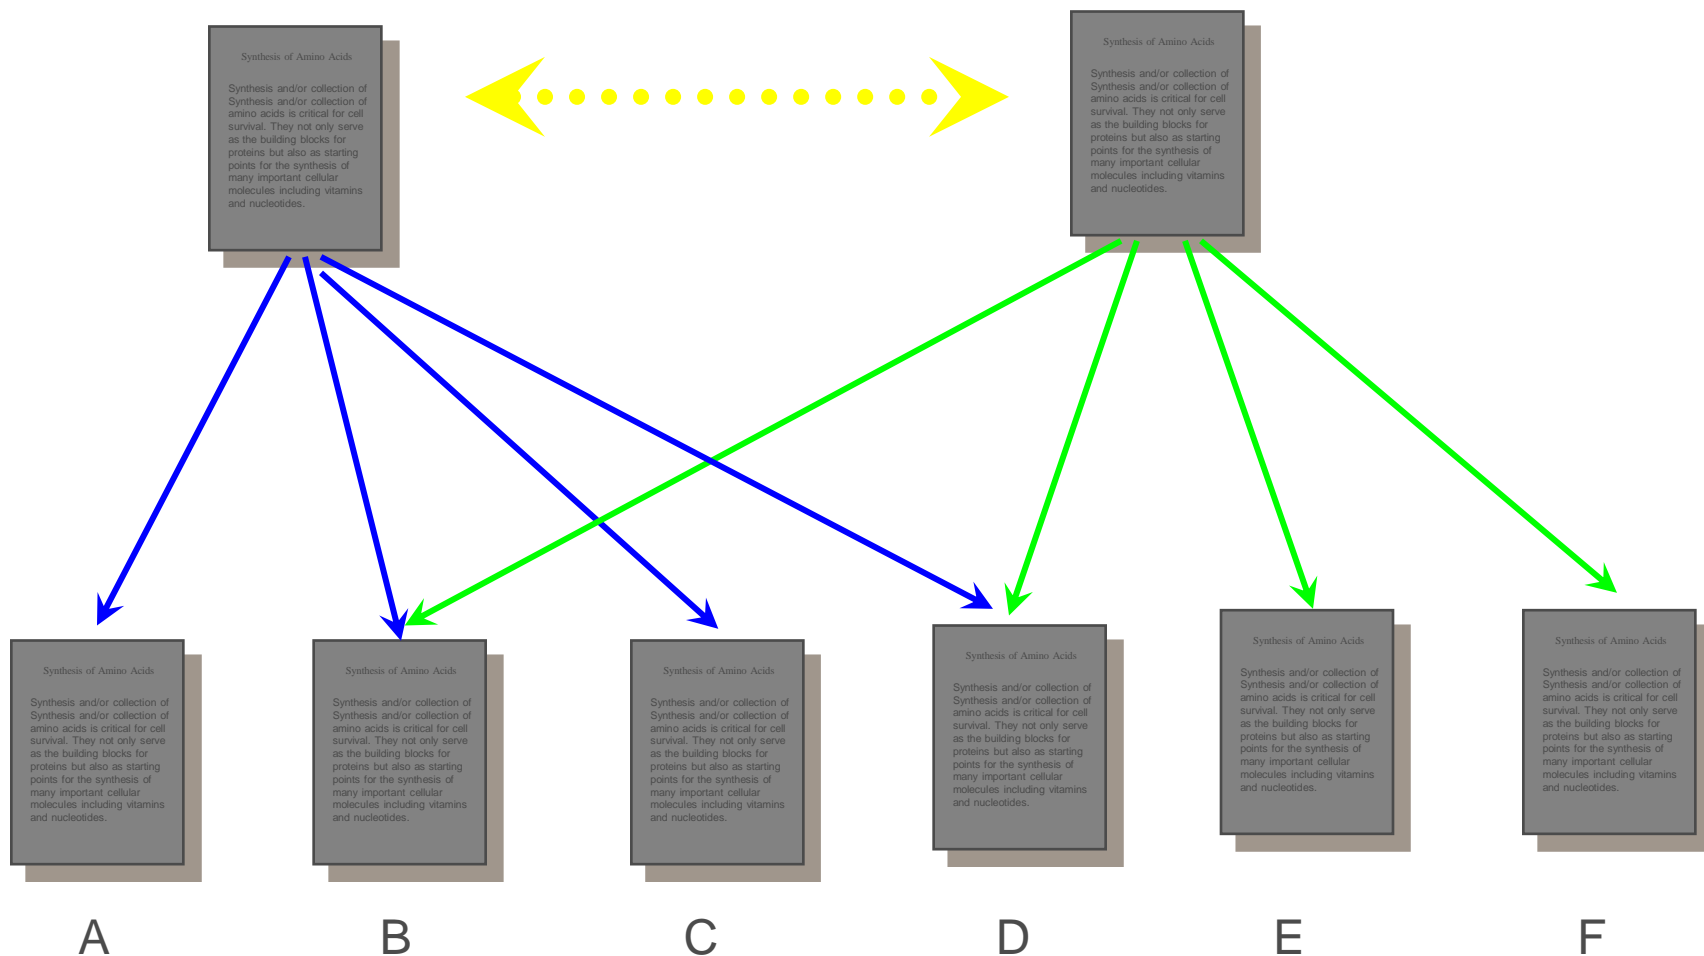 Synthesis of Amino Acids
Synthesis and/or collection of
Synthesis and/or collection of
amino acids is critical for cell
survival. They not only serve
as the building blocks for
proteins but also as starting
points for the synthesis of
many important cellular
molecules including vitamins
and nucleotides.
Synthesis of Amino Acids
Synthesis and/or collection of
Synthesis and/or collection of
amino acids is critical for cell
survival. They not only serve
as the building blocks for
proteins but also as starting
points for the synthesis of
many important cellular
molecules including vitamins
and nucleotides.
Synthesis of Amino Acids
Synthesis and/or collection of
Synthesis and/or collection of
amino acids is critical for cell
survival. They not only serve
as the building blocks for
proteins but also as starting
points for the synthesis of
many important cellular
molecules including vitamins
and nucleotides.
Synthesis of Amino Acids
Synthesis and/or collection of
Synthesis and/or collection of
amino acids is critical for cell
survival. They not only serve
as the building blocks for
proteins but also as starting
points for the synthesis of
many important cellular
molecules including vitamins
and nucleotides.
Synthesis of Amino Acids
Synthesis and/or collection of
Synthesis and/or collection of
amino acids is critical for cell
survival. They not only serve
as the building blocks for
proteins but also as starting
points for the synthesis of
many important cellular
molecules including vitamins
and nucleotides.
Synthesis of Amino Acids
Synthesis and/or collection of
Synthesis and/or collection of
amino acids is critical for cell
survival. They not only serve
as the building blocks for
proteins but also as starting
points for the synthesis of
many important cellular
molecules including vitamins
and nucleotides.
Synthesis of Amino Acids
Synthesis and/or collection of
Synthesis and/or collection of
amino acids is critical for cell
survival. They not only serve
as the building blocks for
proteins but also as starting
points for the synthesis of
many important cellular
molecules including vitamins
and nucleotides.
Synthesis of Amino Acids
Synthesis and/or collection of
Synthesis and/or collection of
amino acids is critical for cell
survival. They not only serve
as the building blocks for
proteins but also as starting
points for the synthesis of
many important cellular
molecules including vitamins
and nucleotides.
A B C D E F